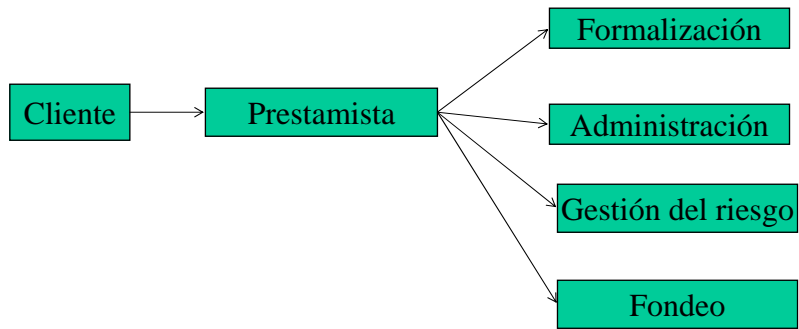 Formalización
Cliente
Prestamista
Administración
Gestión del riesgo
Fondeo